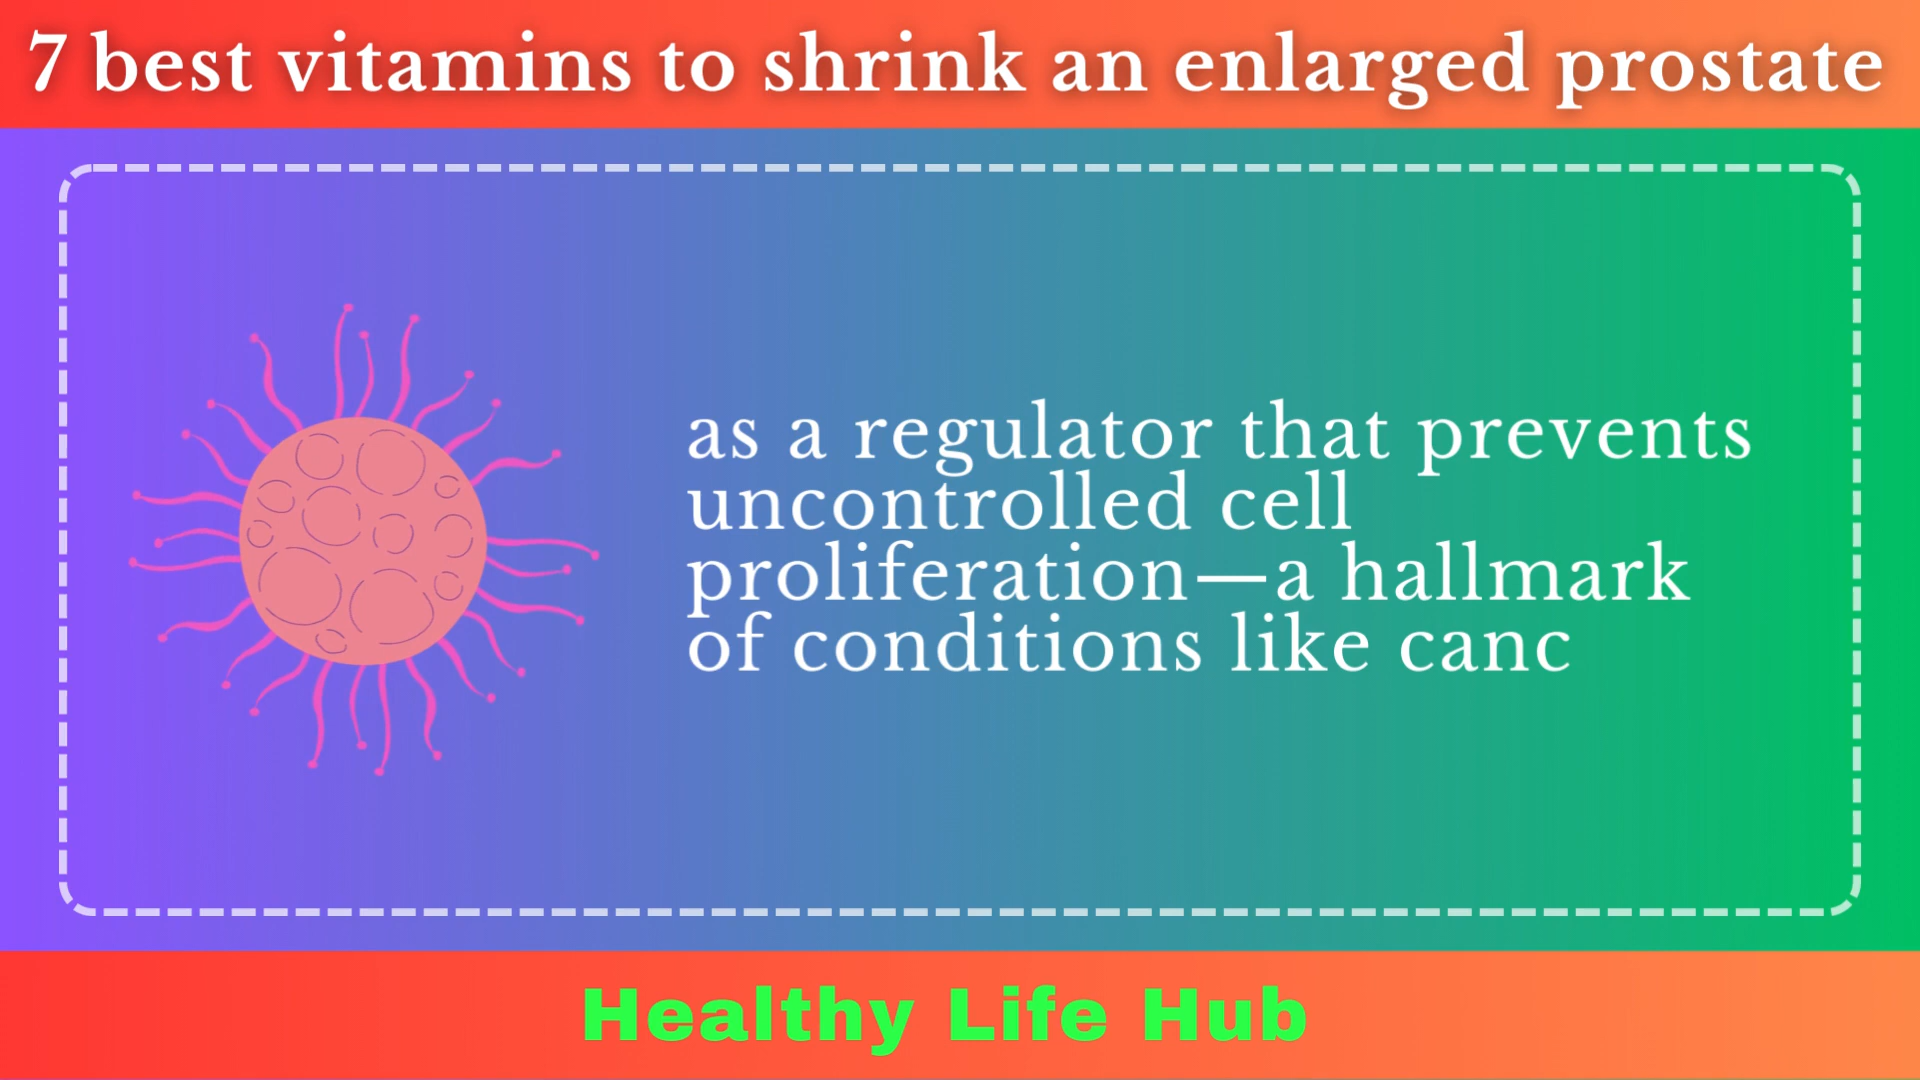 7 best vitamins to shrink an enlarged prostate
as a regulator that prevents
uncontrolled cell
proliferation—a hallmark
of conditions like canc
Healthy Life Hub